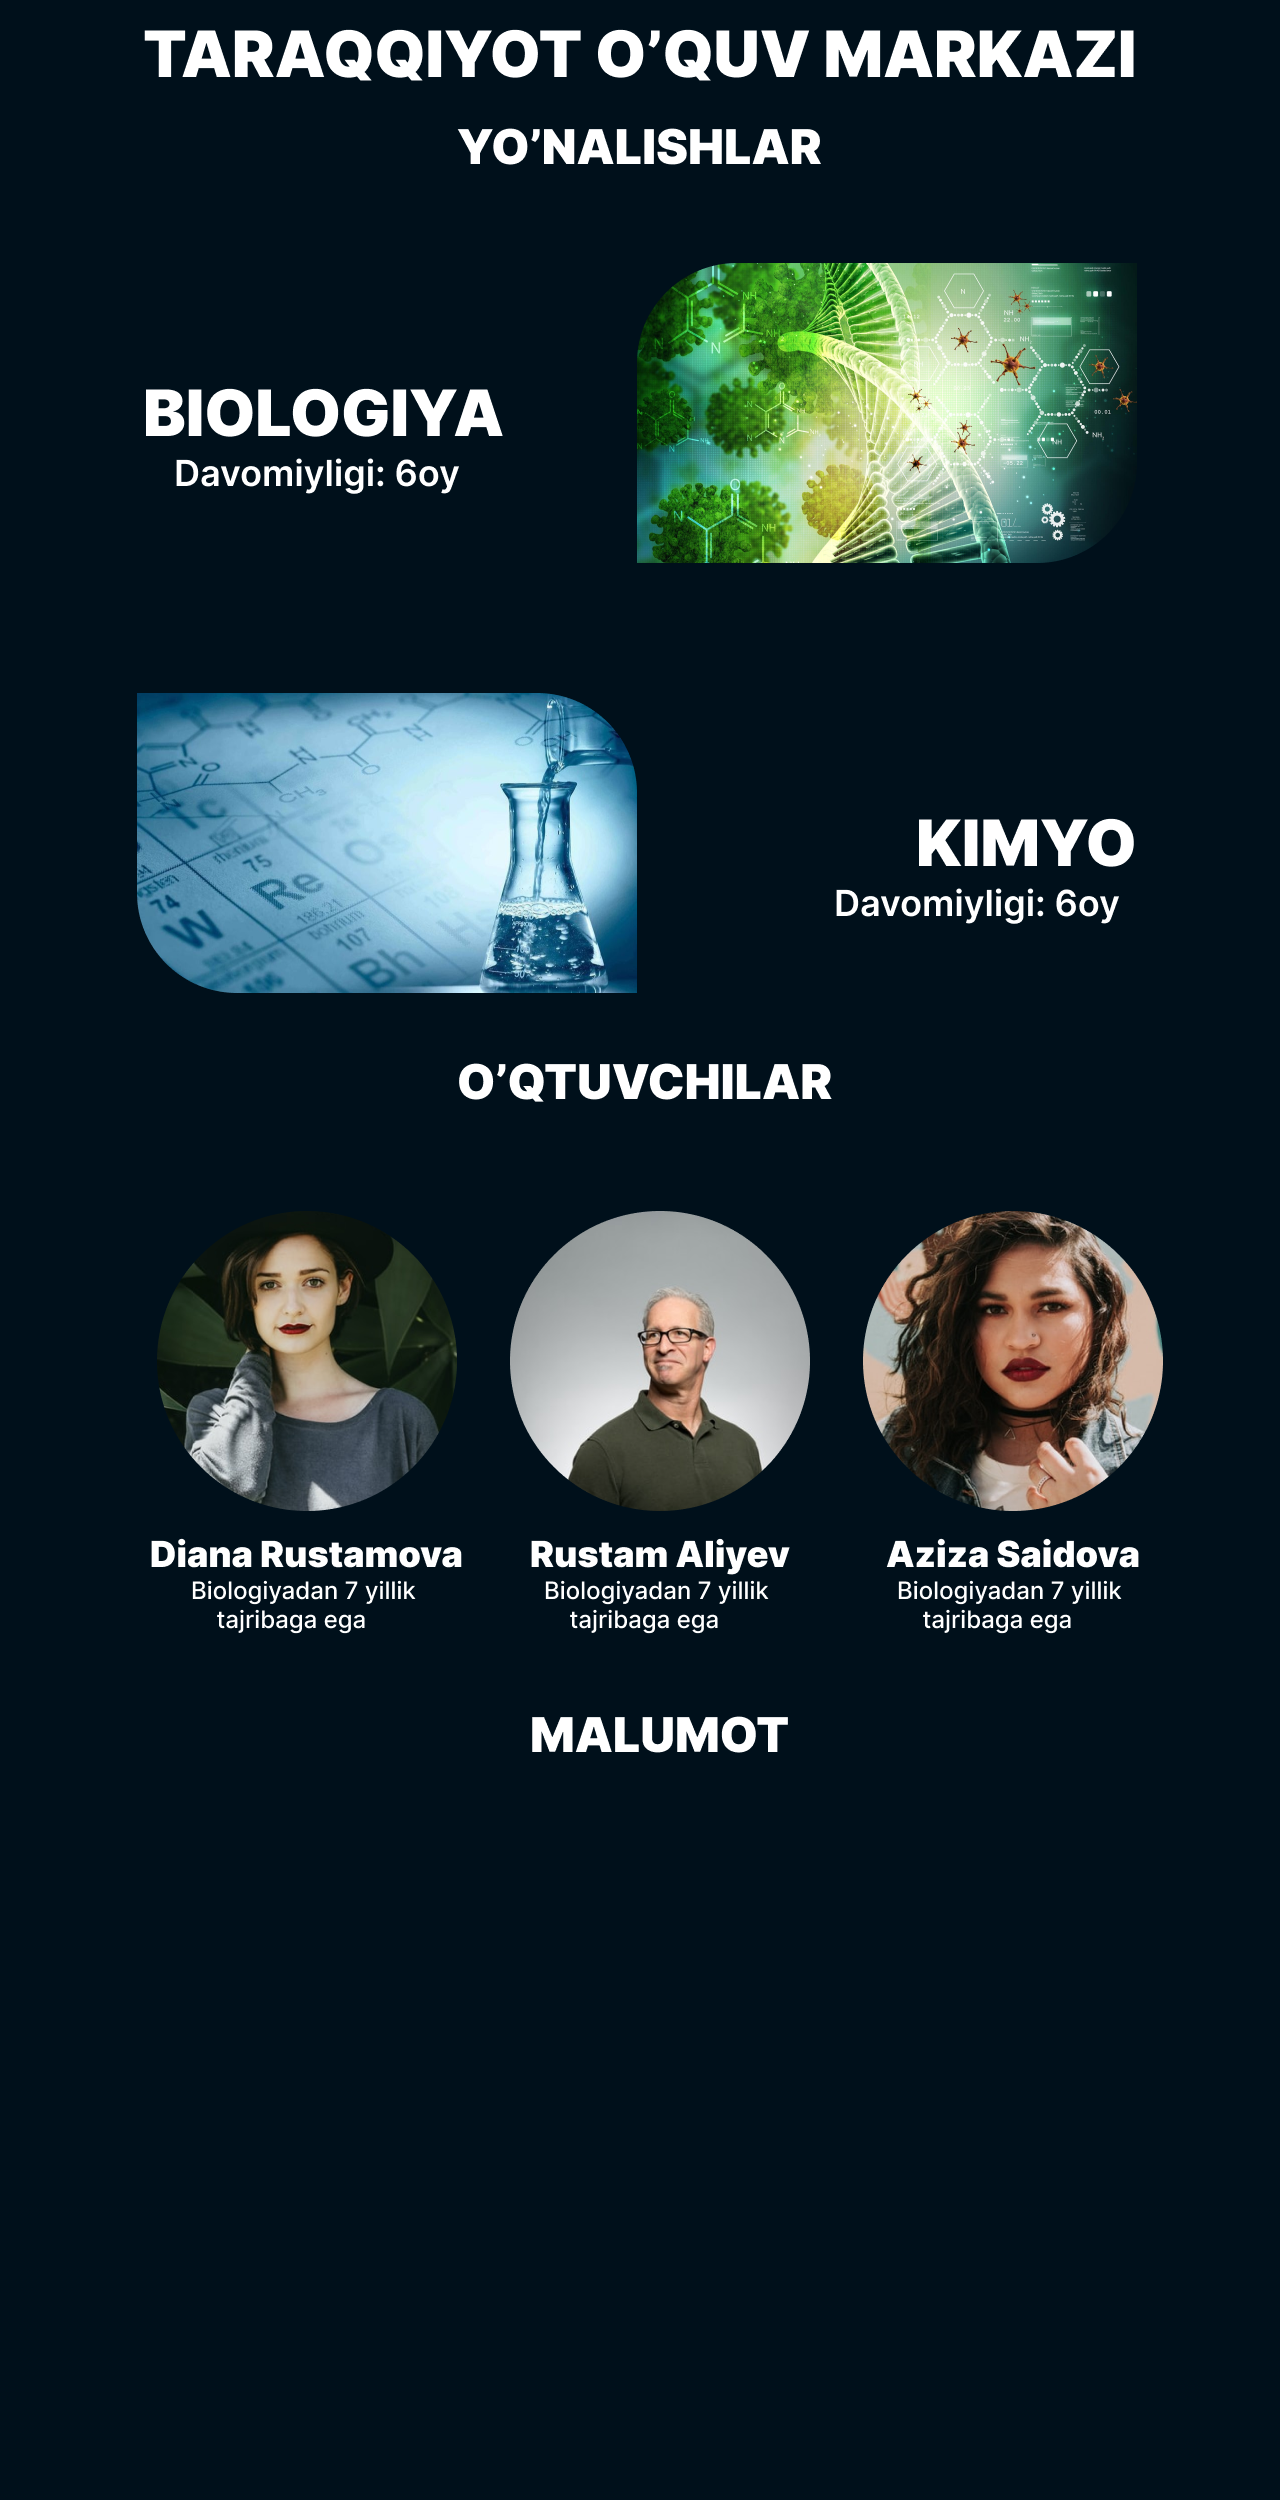 TARAQQIYOT O’QUV MARKAZI
YO’NALISHLAR
BIOLOGIYA
Davomiyligi: 6oy
KIMYO
Davomiyligi: 6oy
O’QTUVCHILAR
Diana Rustamova
Biologiyadan 7 yillik
tajribaga ega
Rustam Aliyev
Biologiyadan 7 yillik
tajribaga ega
Aziza Saidova
Biologiyadan 7 yillik
tajribaga ega
MALUMOT